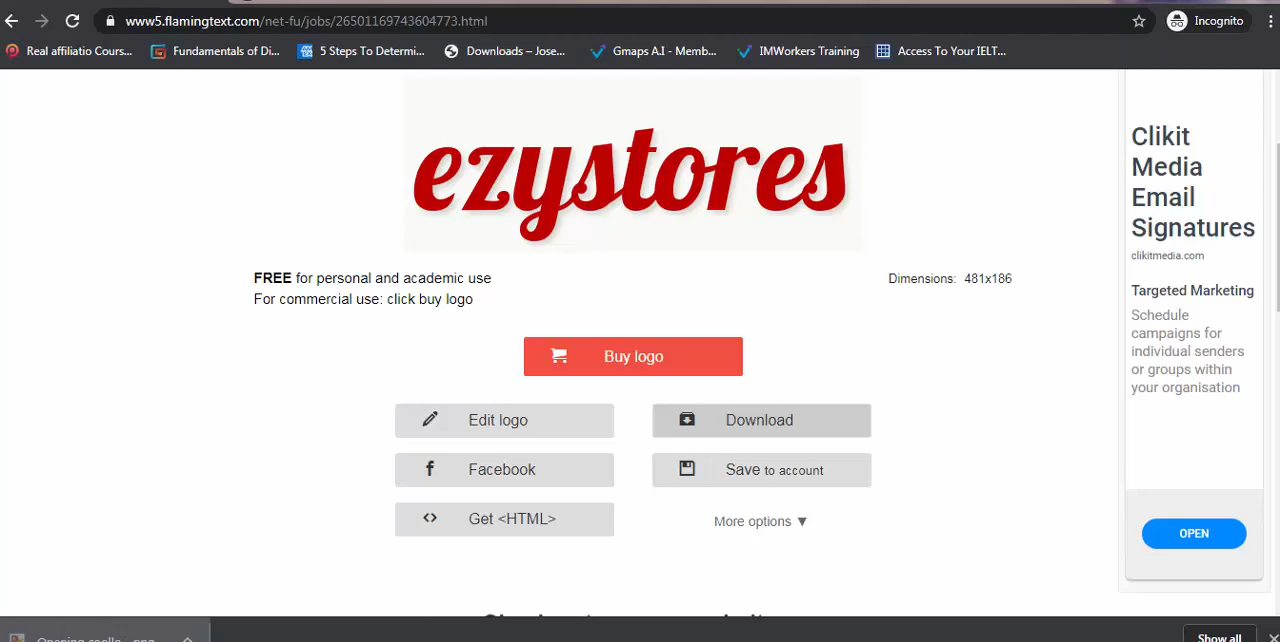 www5.flamingtext.com/net-fu/jobs/26501169743604773.html
Incognito
Real affiliatio Cours...
Fundamentals of Di...
5 Steps To Determi...
Downloads – Jose...
Gmaps A.I - Memb...
IMWorkers Training
Access To Your IELT...
ezystores
FREE for personal and academic use
For commercial use: click buy logo
Dimensions: 481x186
Buy logo
Edit logo
Download
Facebook
Save to account
Get <HTML>
More options ▼
Clikit
Media
Email
Signatures
clikitmedia.com
Targeted Marketing
Schedule
campaigns for
individual senders
or groups within
your organisation
OPEN
Show all